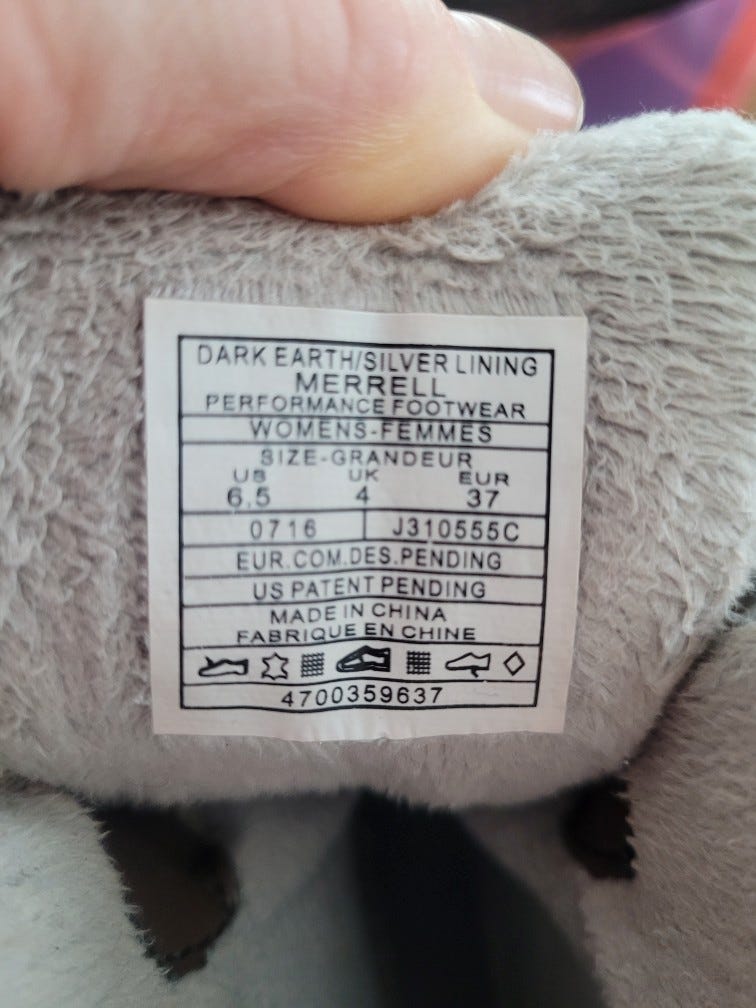 DARK EARTH/SILVER LINING
MERRELL
PERFORMANCE FOOTWEAR
WOMENS-FEMMES
SIZE-GRANDEUR
US UK EUR
6.5 4 37
0716 J310555C
EUR.COM.DES.PENDING
US PATENT PENDING
MADE IN CHINA
FABRIQUE EN CHINE
4700359637